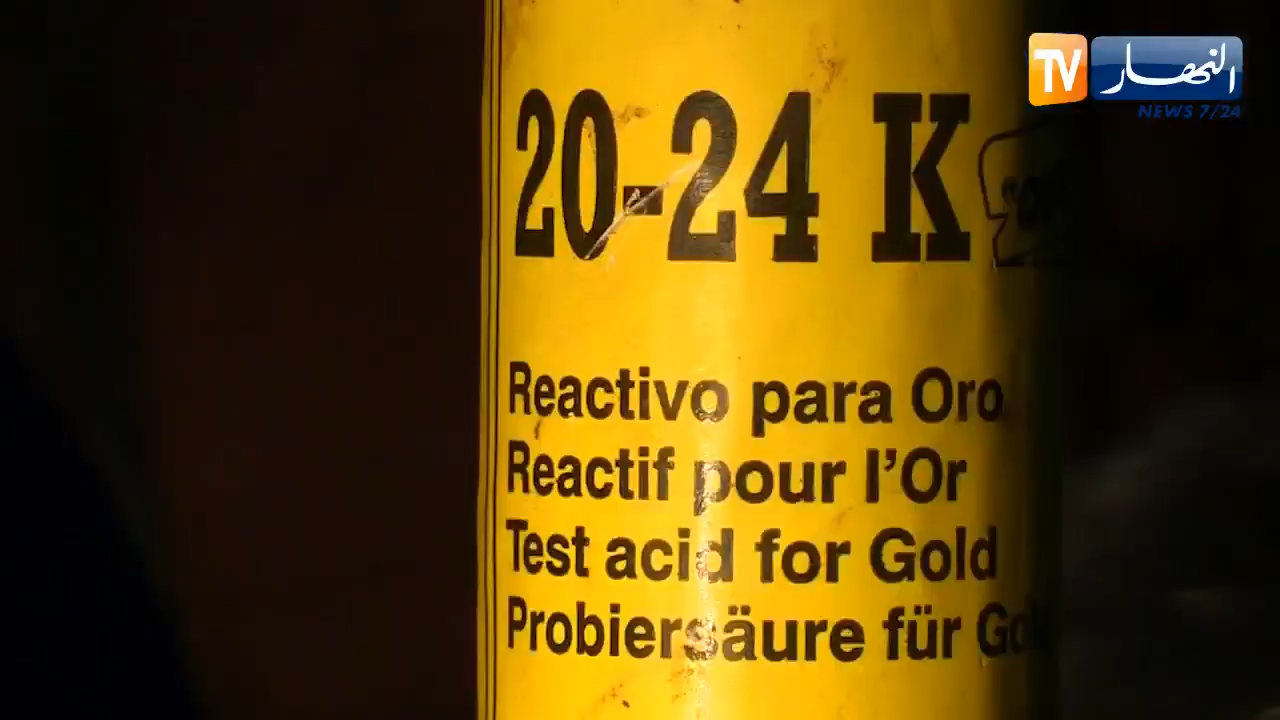 TV النهار
NEWS 7/24
20-24 K
Reactivo para Oro
Reactif pour l'Or
Test acid for Gold
Probiersäure für